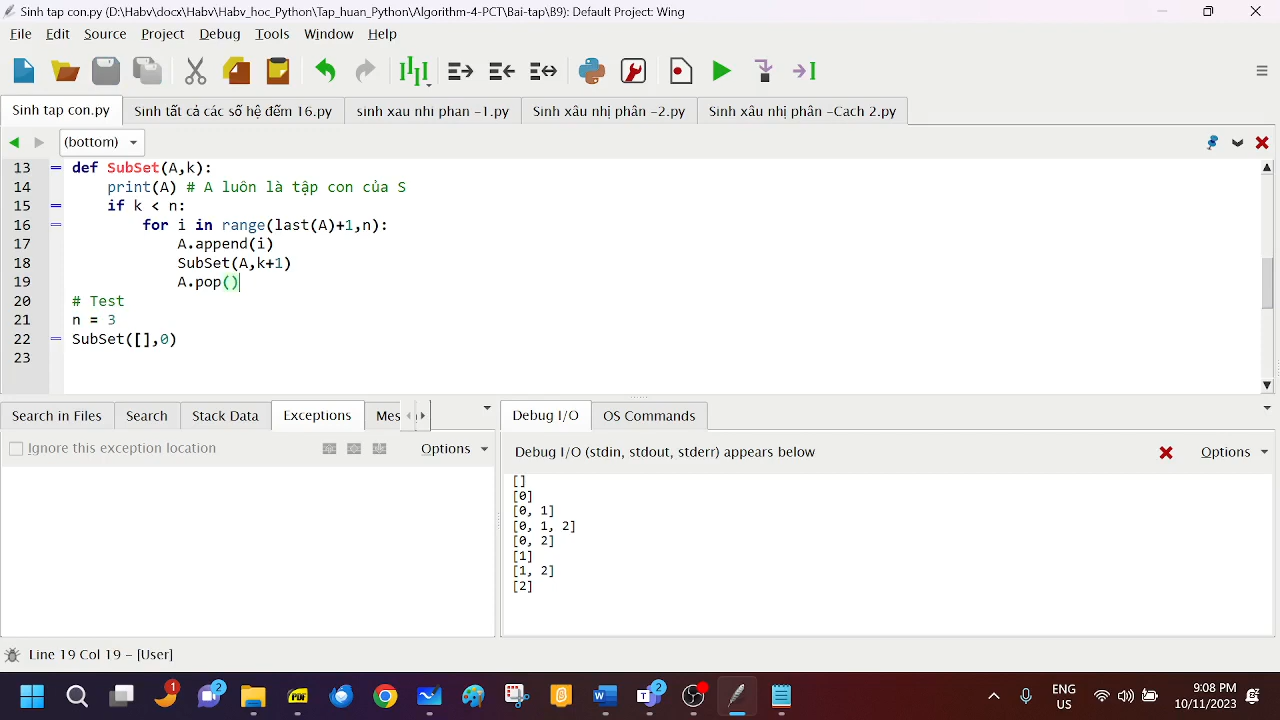 Sinh tap con.py (D:\Habv\docx\Habv\Habv_hoc_Python\Tap_huan_Python\Algorithm-4-PCT\Bai-tap\B9): Default Project: Wing
File Edit Source Project Debug Tools Window Help
Sinh tap con.py Sinh tất cả các số hệ đếm 16.py sinh xau nhi phan -1.py Sinh xâu nhị phân -2.py Sinh xâu nhị phân -Cach 2.py
(bottom)
13 def SubSet(A,k):
14 print(A) # A luôn là tập con của S
15 if k < n:
16 for i in range(last(A)+1,n):
17 A.append(i)
18 SubSet(A,k+1)
19 A.pop()
20 # Test
21 n = 3
22 SubSet([],0)
23
Search in Files Search Stack Data Exceptions Mes Debug I/O OS Commands
Ignore this exception location Options Debug I/O (stdin, stdout, stderr) appears below Options
[]
[0]
[0, 1]
[0, 1, 2]
[0, 2]
[1]
[1, 2]
[2]
Line 19 Col 19 - [User]
1 2 PDF 2 ENG US 9:08 PM 10/11/2023